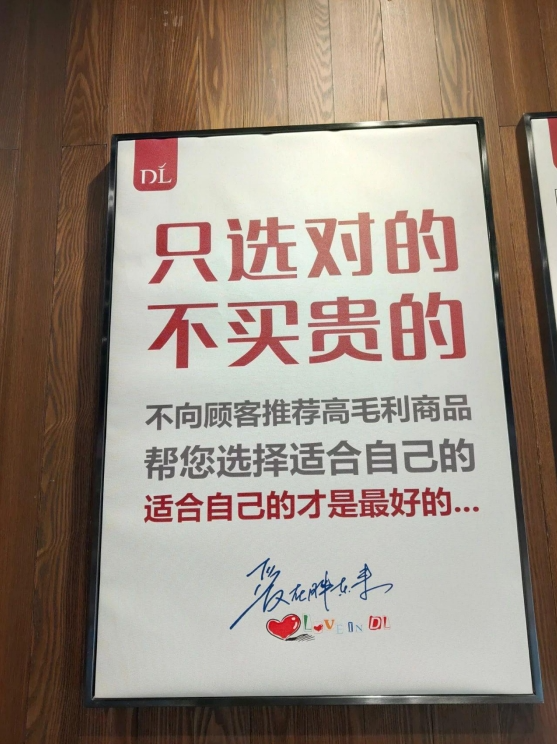 DL
只选对的
不买贵的
不向顾客推荐高毛利商品
帮您选择适合自己的
适合自己的才是最好的...
爱在胖东来
LOVE IN DL